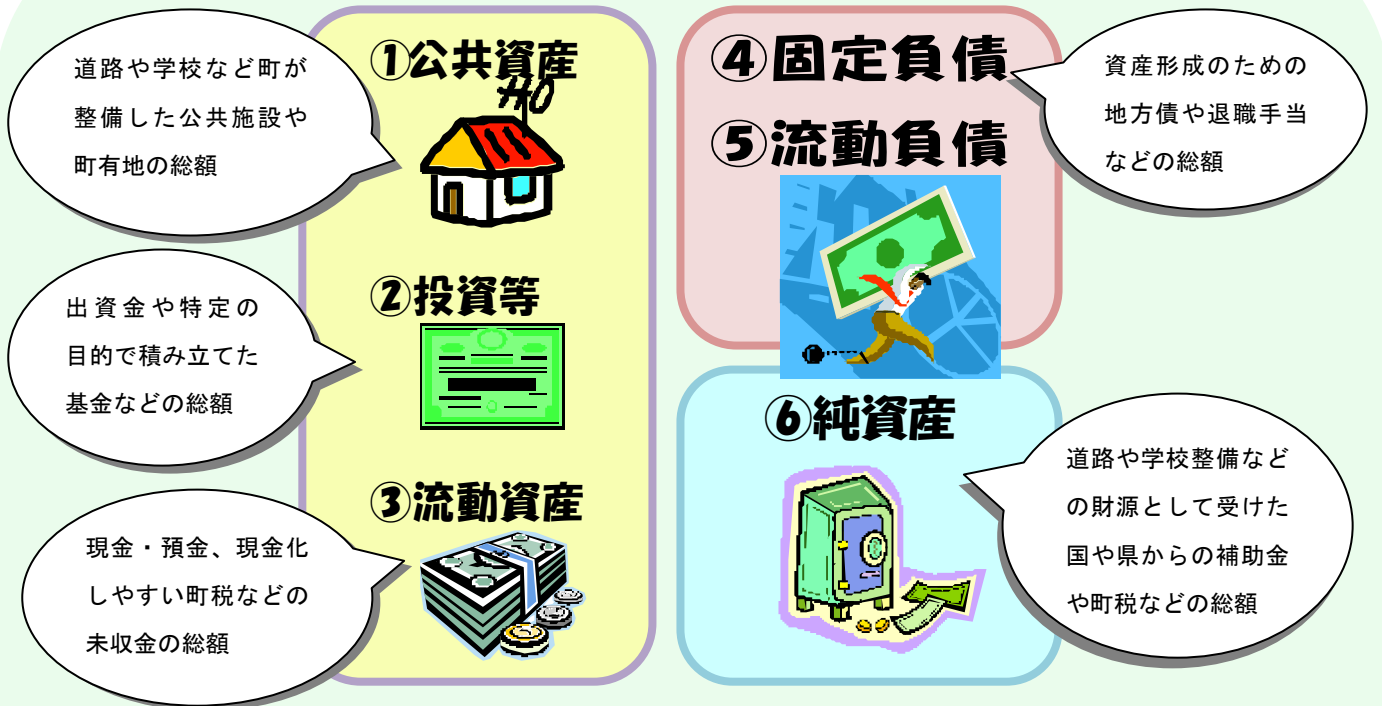 道路や学校など町が
整備した公共施設や
町有地の総額
①公共資産
出資金や特定の
目的で積み立てた
基金などの総額
②投資等
現金・預金、現金化
しやすい町税などの
未収金の総額
③流動資産
④固定負債
⑤流動負債
資産形成のための
地方債や退職手当
などの総額
⑥純資産
道路や学校整備など
の財源として受けた
国や県からの補助金
や町税などの総額